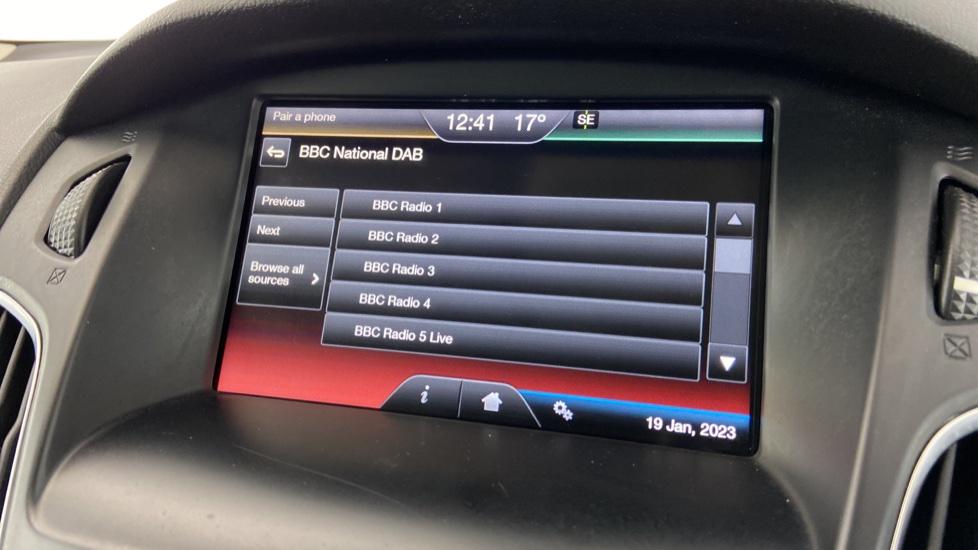 Pair a phone
12:41 17° SE
BBC National DAB
Previous
Next
Browse all
sources
BBC Radio 1
BBC Radio 2
BBC Radio 3
BBC Radio 4
BBC Radio 5 Live
i
19 Jan, 2023